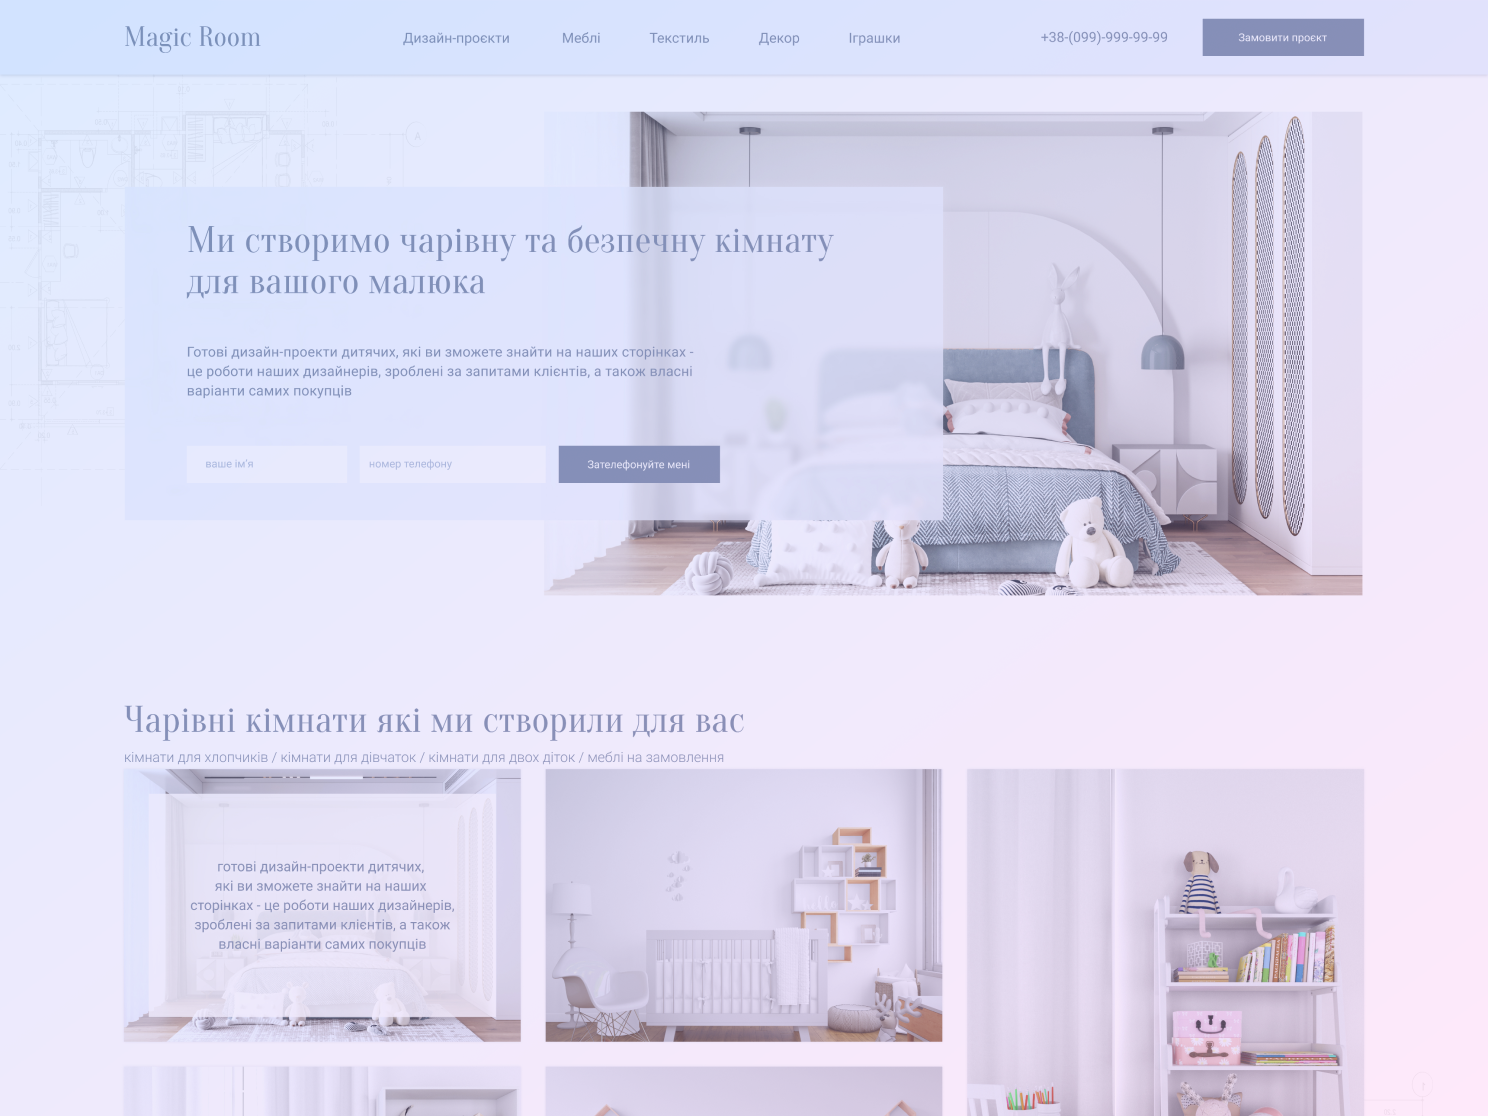 Magic Room
Дизайн-проєкти
Меблі
Текстиль
Декор
Іграшки
+38-(099)-999-99-99
Замовити проєкт
Ми створимо чарівну та безпечну кімнату
для вашого малюка
Готові дизайн-проекти дитячих, які ви зможете знайти на наших сторінках -
це роботи наших дизайнерів, зроблені за запитами клієнтів, а також власні
варіанти самих покупців
ваше ім'я
номер телефону
Зателефонуйте мені
Чарівні кімнати які ми створили для вас
кімнати для хлопчиків / кімнати для дівчаток / кімнати для двох діток / меблі на замовлення
готові дизайн-проекти дитячих,
які ви зможете знайти на наших
сторінках - це роботи наших дизайнерів,
зроблені за запитами клієнтів, а також
власні варіанти самих покупців